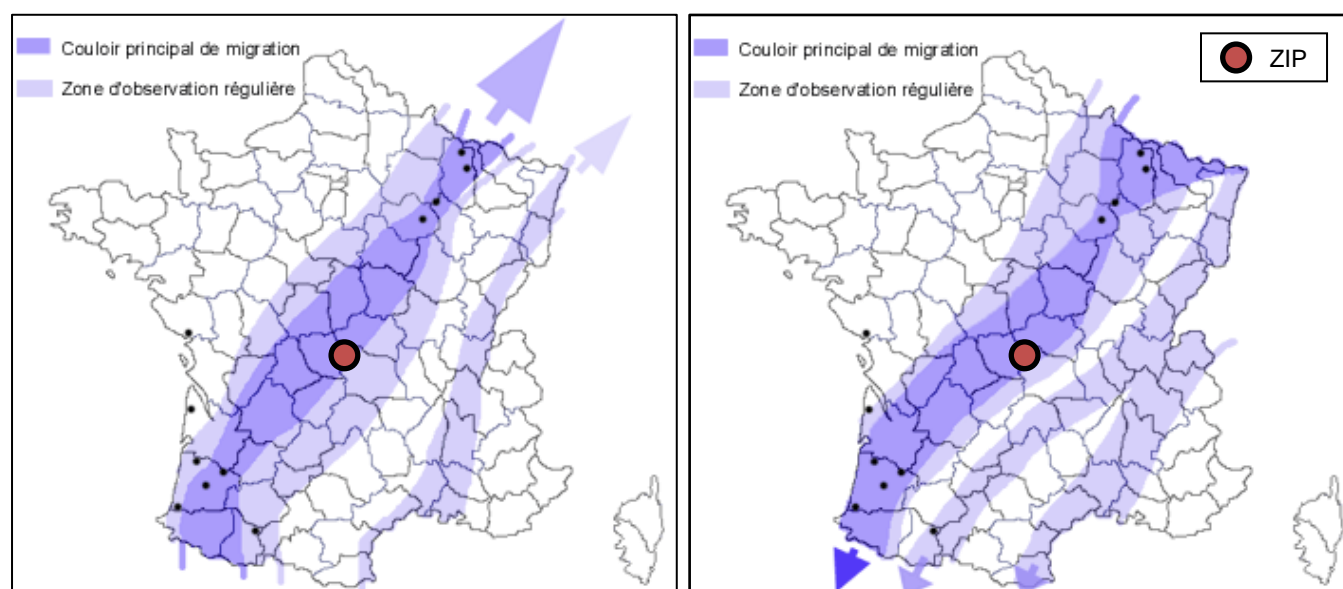 Couloir principal de migration
Zone d'observation régulière
Couloir principal de migration
Zone d'observation régulière
ZIP